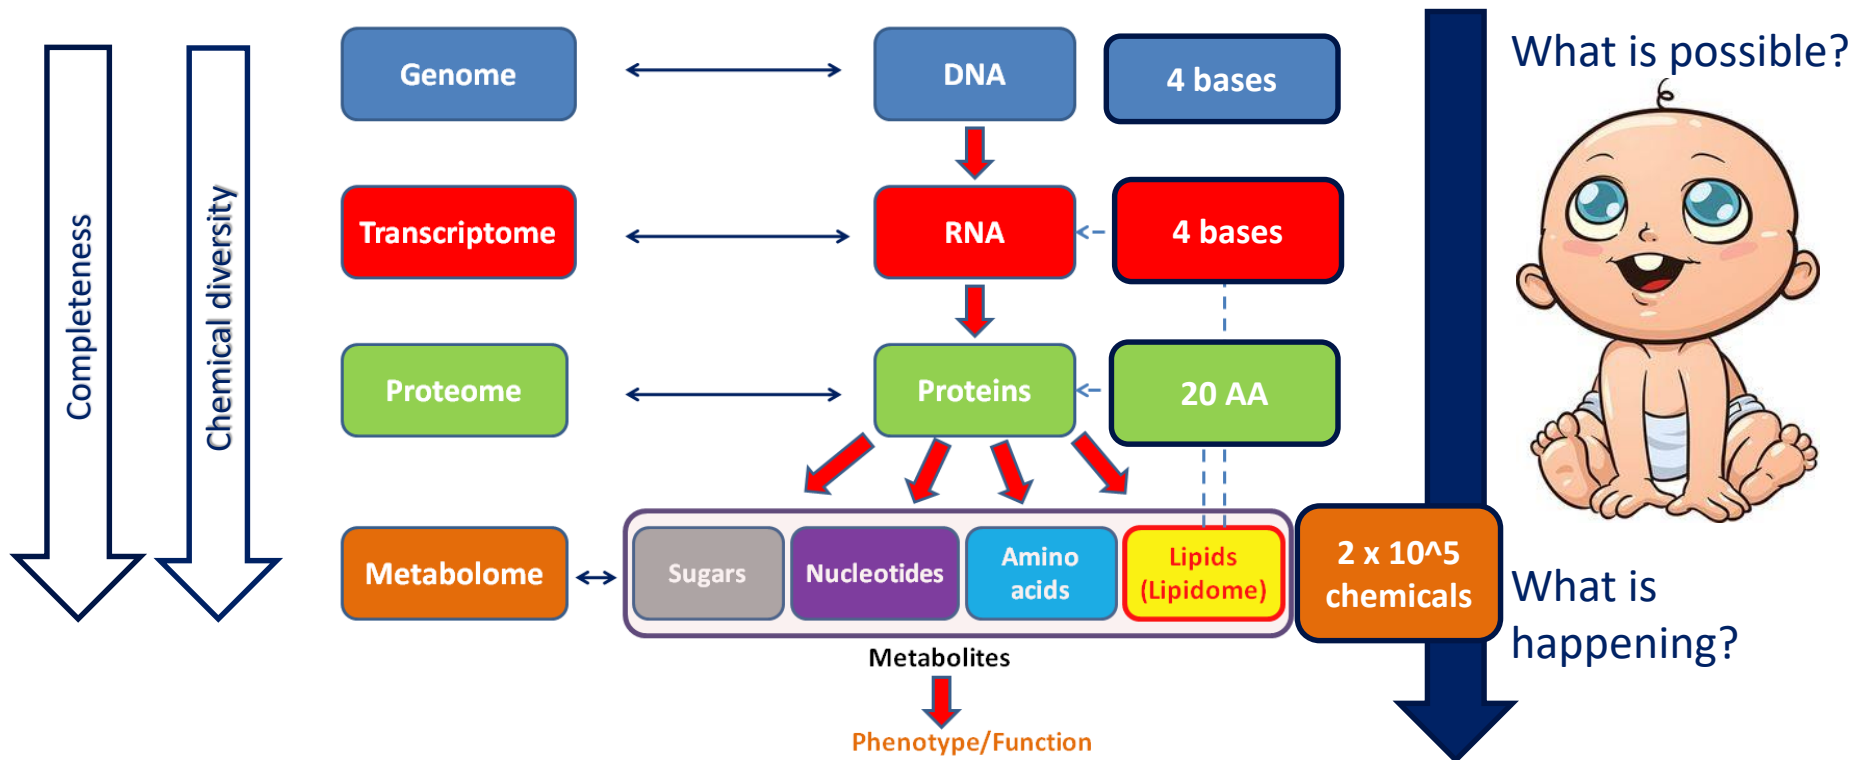 What is possible?
Genome
DNA
4 bases
Completeness
Chemical diversity
Transcriptome
RNA
4 bases
Proteome
Proteins
20 AA
Metabolome
Sugars
Nucleotides
Amino
acids
Lipids
(Lipidome)
2 x 10^5
chemicals
What is
happening?
Metabolites
Phenotype/Function